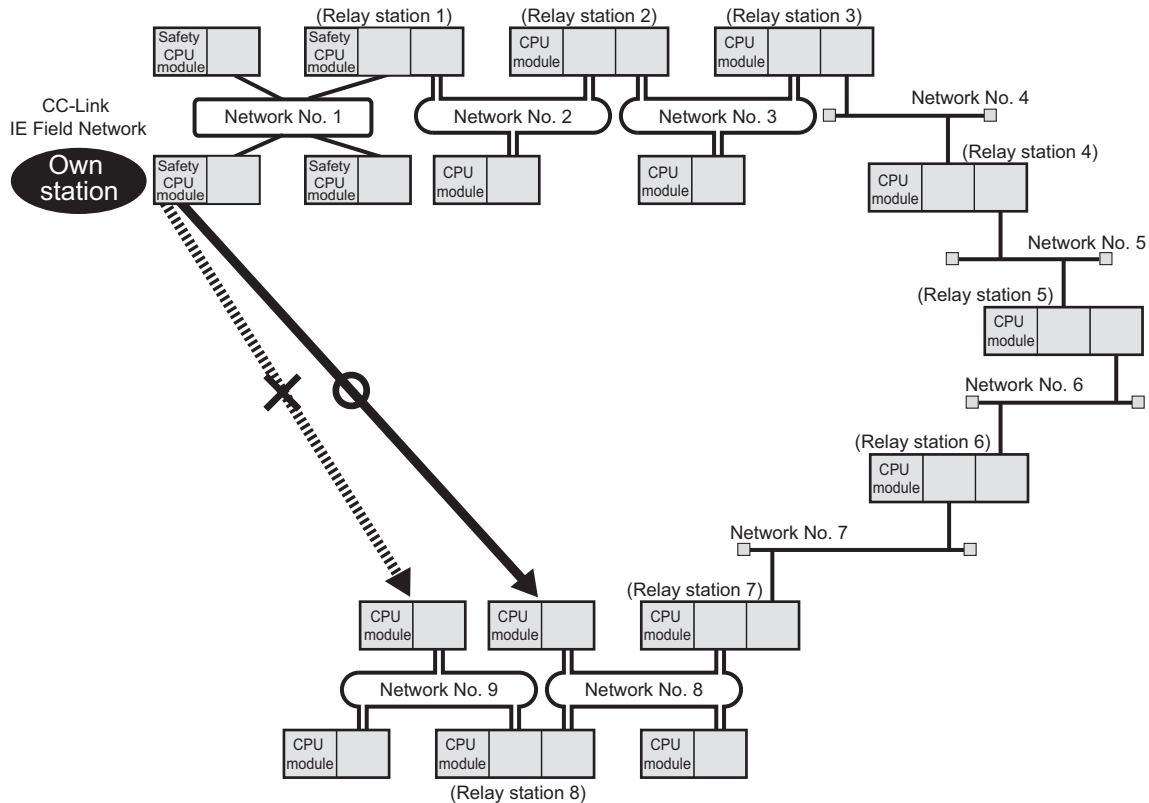 (Relay station 1)
(Relay station 2)
(Relay station 3)
Safety
CPU
module
Safety
CPU
module
CPU
module
CPU
module
CC-Link
IE Field Network
Network No. 1
Network No. 2
Network No. 3
Network No. 4
Own
station
Safety
CPU
module
Safety
CPU
module
CPU
module
CPU
module
(Relay station 4)
CPU
module
Network No. 5
(Relay station 5)
CPU
module
Network No. 6
(Relay station 6)
CPU
module
Network No. 7
(Relay station 7)
CPU
module
CPU
module
CPU
module
Network No. 9
Network No. 8
CPU
module
CPU
module
CPU
module
(Relay station 8)